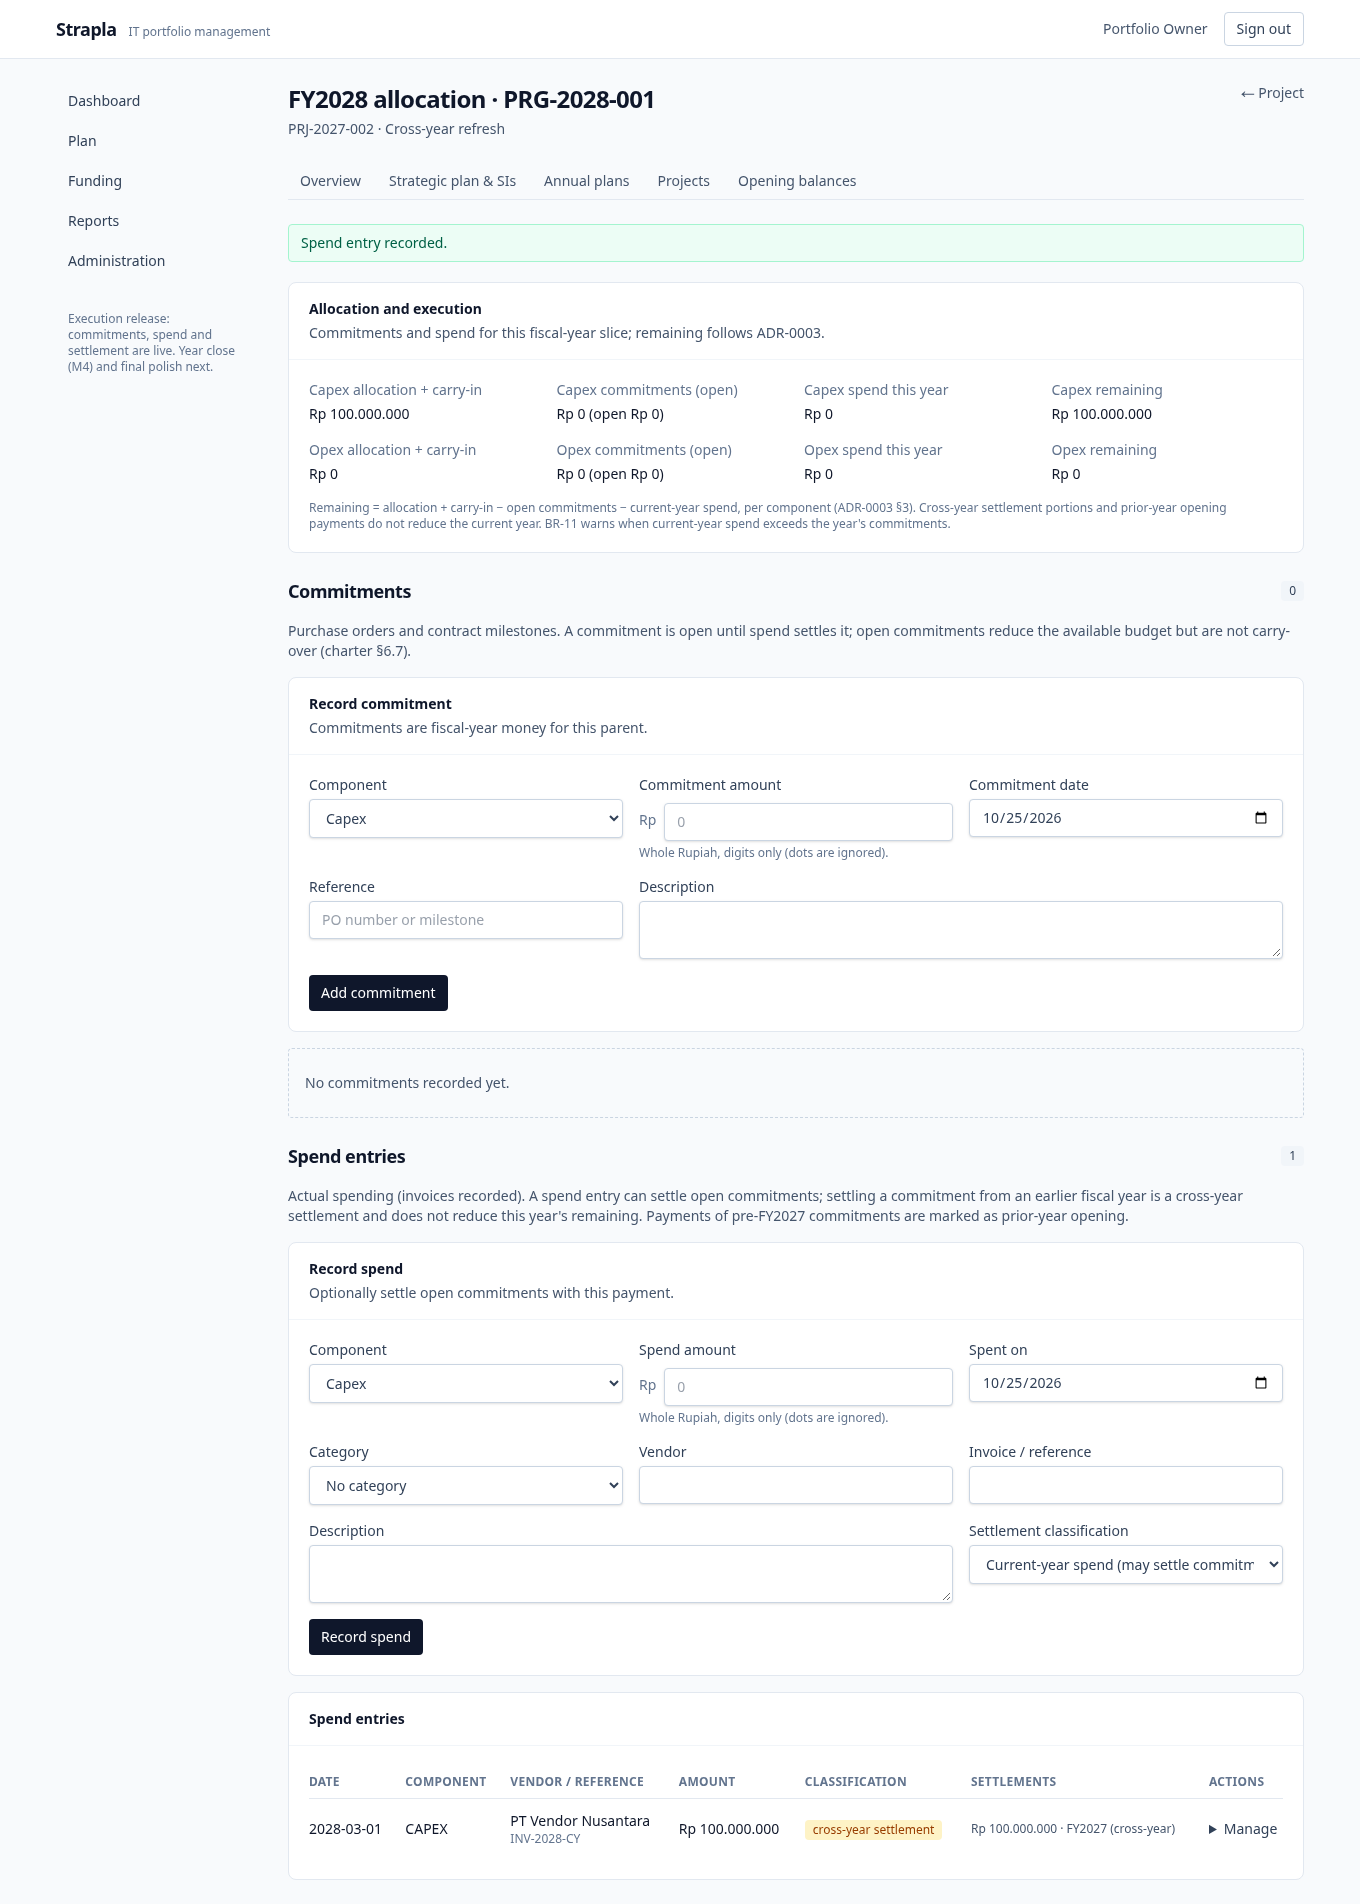 Strapla IT portfolio management Portfolio Owner Sign out
Dashboard
Plan
Funding
Reports
Administration
Execution release:
commitments, spend and
settlement are live. Year close
(M4) and final polish next.
FY2028 allocation · PRG-2028-001 ← Project
PRJ-2027-002 · Cross-year refresh
Overview Strategic plan & SIs Annual plans Projects Opening balances
Spend entry recorded.
Allocation and execution
Commitments and spend for this fiscal-year slice; remaining follows ADR-0003.
Capex allocation + carry-in Capex commitments (open) Capex spend this year Capex remaining
Rp 100.000.000 Rp 0 (open Rp 0) Rp 0 Rp 100.000.000
Opex allocation + carry-in Opex commitments (open) Opex spend this year Opex remaining
Rp 0 Rp 0 (open Rp 0) Rp 0 Rp 0
Remaining = allocation + carry-in − open commitments − current-year spend, per component (ADR-0003 §3). Cross-year settlement portions and prior-year opening
payments do not reduce the current year. BR-11 warns when current-year spend exceeds the year's commitments.
Commitments 0
Purchase orders and contract milestones. A commitment is open until spend settles it; open commitments reduce the available budget but are not carry-
over (charter §6.7).
Record commitment
Commitments are fiscal-year money for this parent.
Component Commitment amount Commitment date
Capex Rp 0 10/25/2026
Whole Rupiah, digits only (dots are ignored).
Reference Description
PO number or milestone
Add commitment
No commitments recorded yet.
Spend entries 1
Actual spending (invoices recorded). A spend entry can settle open commitments; settling a commitment from an earlier fiscal year is a cross-year
settlement and does not reduce this year's remaining. Payments of pre-FY2027 commitments are marked as prior-year opening.
Record spend
Optionally settle open commitments with this payment.
Component Spend amount Spent on
Capex Rp 0 10/25/2026
Whole Rupiah, digits only (dots are ignored).
Category Vendor Invoice / reference
No category
Description Settlement classification
Current-year spend (may settle commitm
Record spend
Spend entries
DATE COMPONENT VENDOR / REFERENCE AMOUNT CLASSIFICATION SETTLEMENTS ACTIONS
2028-03-01 CAPEX PT Vendor Nusantara Rp 100.000.000 cross-year settlement Rp 100.000.000 · FY2027 (cross-year) ▶ Manage
INV-2028-CY